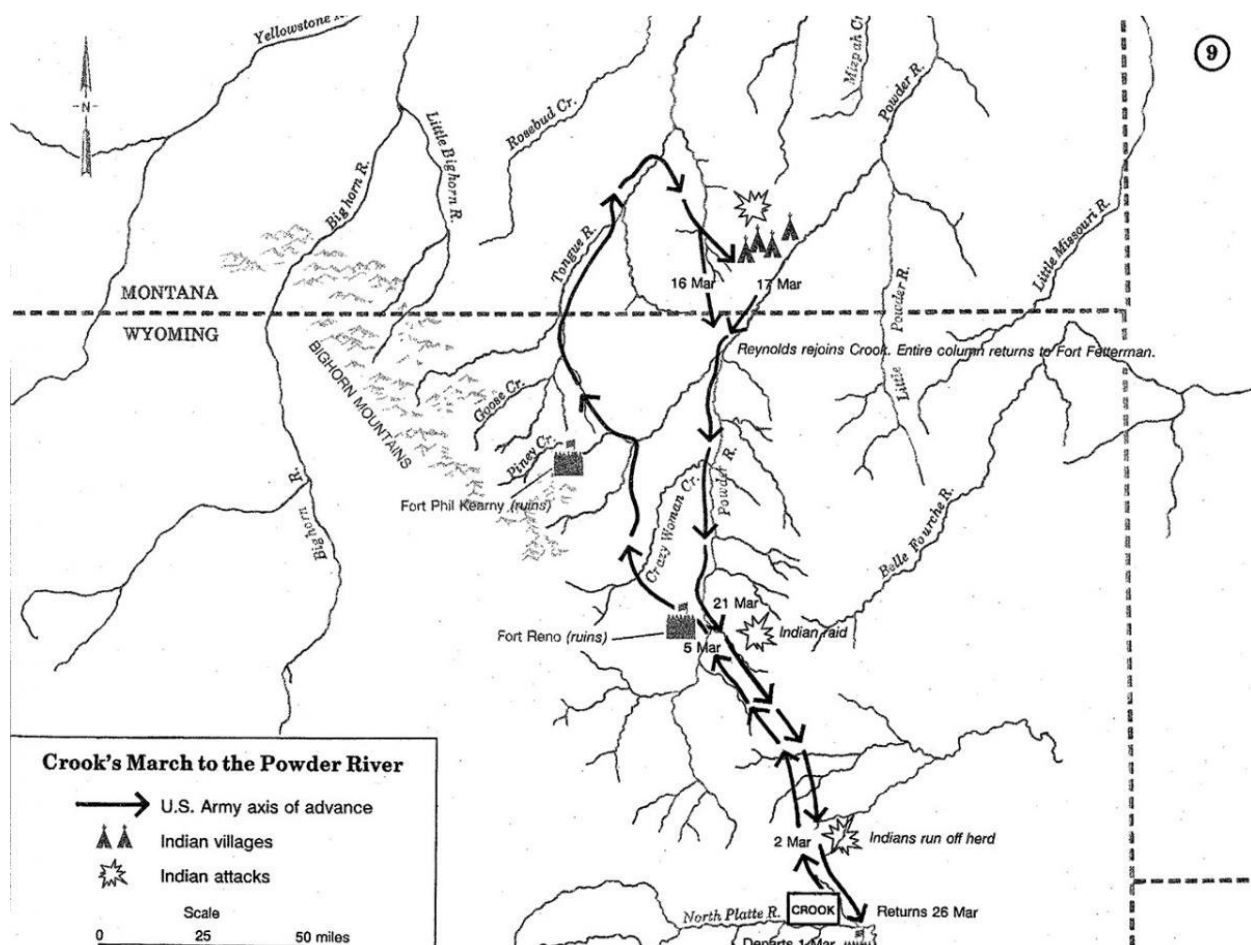 Yellowstone R.
9
N
Rosebud Cr.
Mizpah Cr.
Powder R.
Little Bighorn R.
Bighorn R.
Tongue R.
Little Missouri R.
16 Mar
17 Mar
MONTANA
WYOMING
Little Powder R.
Reynolds rejoins Crook. Entire column returns to Fort Fetterman.
BIGHORN MOUNTAINS
Goose Cr.
Piney Cr.
Fort Phil Kearny (ruins)
Crazy Woman Cr.
Powder R.
Bighorn R.
Belle Fourche R.
21 Mar
Indian raid
Fort Reno (ruins)
5 Mar
Crook's March to the Powder River
U.S. Army axis of advance
Indian villages
Indian attacks
Scale
0 25 50 miles
2 Mar
Indians run off herd
North Platte R.
CROOK
Returns 26 Mar
Departs 1 Mar